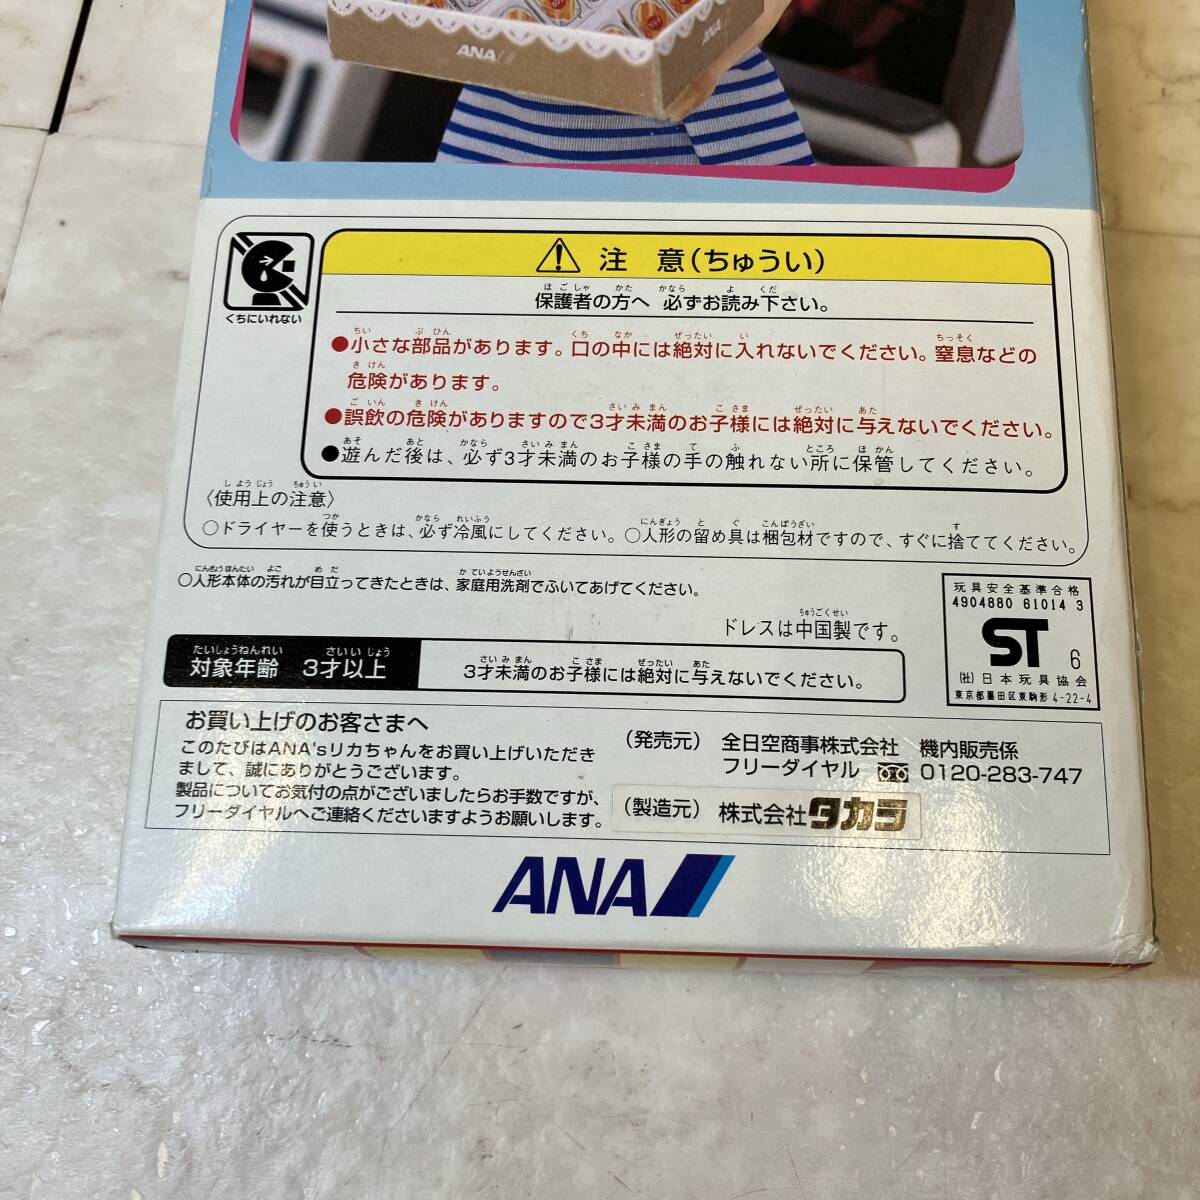 ANA
ANA
くちにいれない
注 意(ちゅうい)
保護者の方へ 必ずお読み下さい。
●小さな部品があります。口の中には絶対に入れないでください。窒息などの
危険があります。
●誤飲の危険がありますので3才未満のお子様には絶対に与えないでください。
●遊んだ後は、必ず3才未満のお子様の手の触れない所に保管してください。
〈使用上の注意〉
○ドライヤーを使うときは、必ず冷風にしてください。○人形の留め具は梱包材ですので、すぐに捨ててください。
○人形本体の汚れが目立ってきたときは、家庭用洗剤でふいてあげてください。
ドレスは中国製です。
玩具安全基準合格
4904880 61014 3
ST 6
(社)日本玩具協会
東京都墨田区東駒形 4-22-4
対象年齢 3才以上
3才未満のお子様には絶対に与えないでください。
お買い上げのお客さまへ
このたびはANA'sリカちゃんをお買い上げいただき
まして、誠にありがとうございます。
製品についてお気付の点がございましたらお手数ですが、
フリーダイヤルへご連絡くださいますようお願いします。
(発売元) 全日空商事株式会社 機内販売係
フリーダイヤル 0120-283-747
(製造元) 株式会社タカラ
ANA